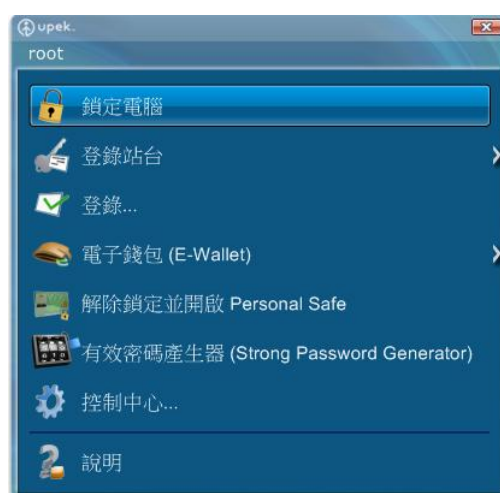 upek.
root
鎖定電腦
登錄站台
登錄...
電子錢包 (E-Wallet)
解除鎖定並開啟 Personal Safe
有效密碼產生器 (Strong Password Generator)
控制中心...
說明